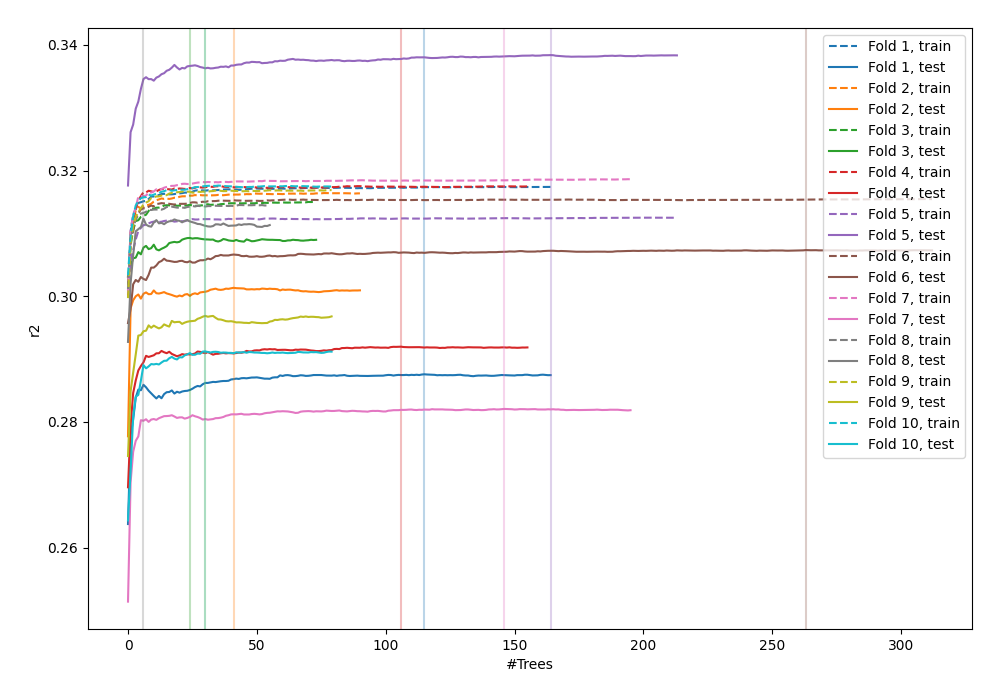 0.34
0.32
0.30
0.28
0.26
r2
0
50
100
150
200
250
300
#Trees
Fold 1, train
Fold 1, test
Fold 2, train
Fold 2, test
Fold 3, train
Fold 3, test
Fold 4, train
Fold 4, test
Fold 5, train
Fold 5, test
Fold 6, train
Fold 6, test
Fold 7, train
Fold 7, test
Fold 8, train
Fold 8, test
Fold 9, train
Fold 9, test
Fold 10, train
Fold 10, test